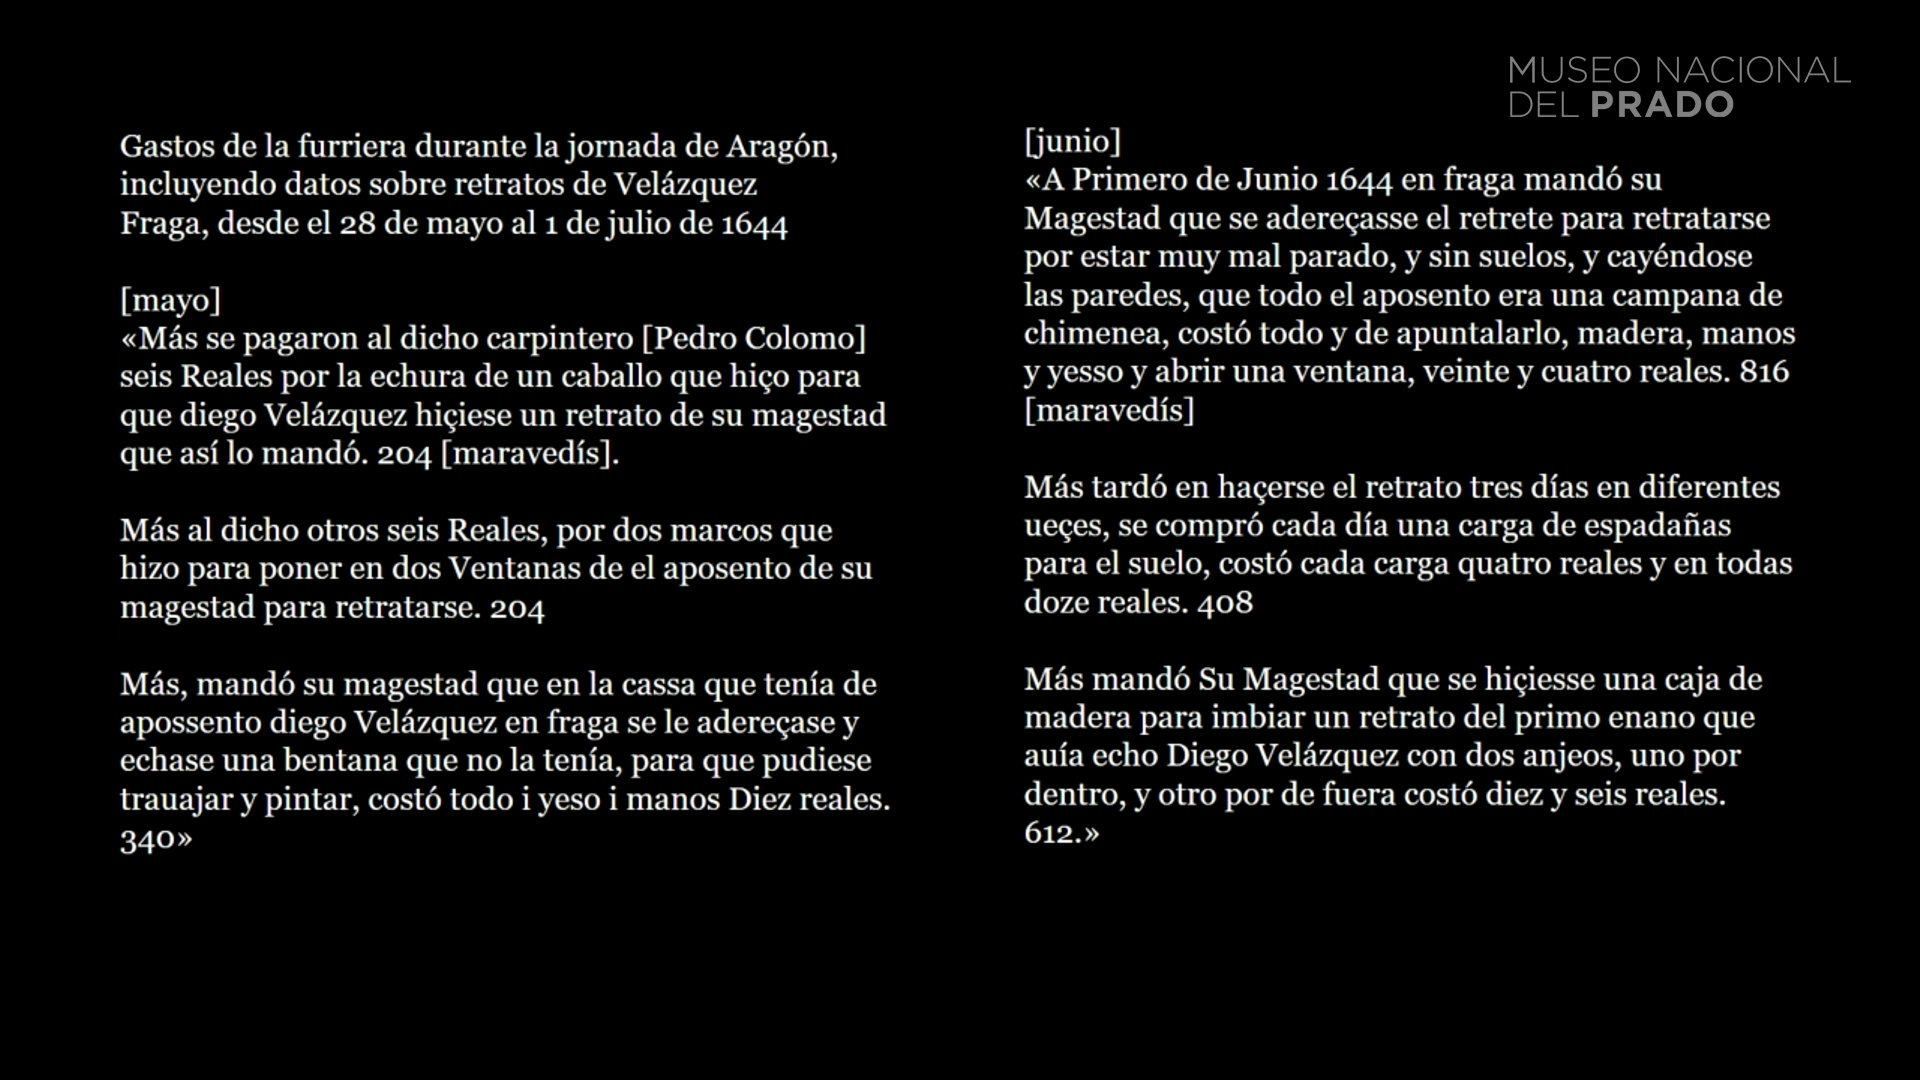 MUSEO NACIONAL
DEL PRADO
Gastos de la furriera durante la jornada de Aragón,
incluyendo datos sobre retratos de Velázquez
Fraga, desde el 28 de mayo al 1 de julio de 1644
[mayo]
«Más se pagaron al dicho carpintero [Pedro Colomo]
seis Reales por la echura de un caballo que hiço para
que diego Velázquez hiçiese un retrato de su magestad
que así lo mandó. 204 [maravedís].
Más al dicho otros seis Reales, por dos marcos que
hizo para poner en dos Ventanas de el aposento de su
magestad para retratarse. 204
Más, mandó su magestad que en la cassa que tenía de
apossento diego Velázquez en fraga se le adereçase y
echase una bentana que no la tenía, para que pudiese
trauajar y pintar, costó todo i yeso i manos Diez reales.
340»
[junio]
«A Primero de Junio 1644 en fraga mandó su
Magestad que se adereçasse el retrete para retratarse
por estar muy mal parado, y sin suelos, y cayéndose
las paredes, que todo el aposento era una campana de
chimenea, costó todo y de apuntalarlo, madera, manos
y yesso y abrir una ventana, veinte y cuatro reales. 816
[maravedís]
Más tardó en haçerse el retrato tres días en diferentes
ueçes, se compró cada día una carga de espadañas
para el suelo, costó cada carga quatro reales y en todas
doze reales. 408
Más mandó Su Magestad que se hiçiesse una caja de
madera para imbiar un retrato del primo enano que
auía echo Diego Velázquez con dos anjeos, uno por
dentro, y otro por de fuera costó diez y seis reales.
612.»